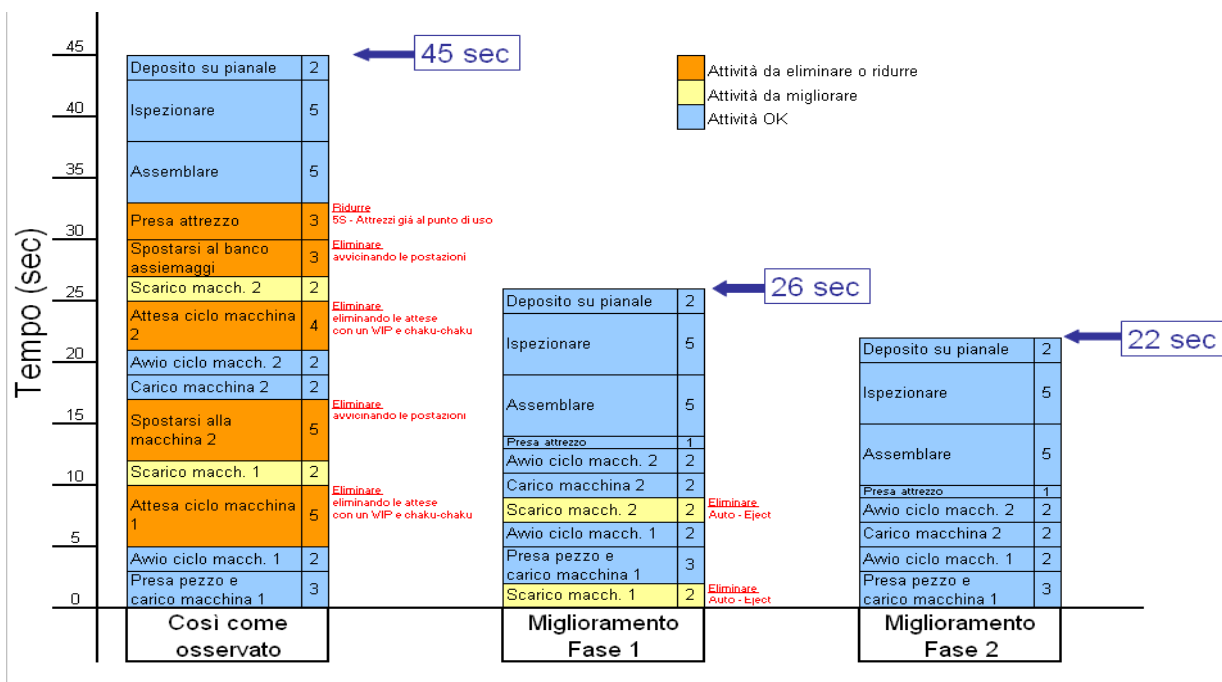 Tempo (sec)
45
40
35
30
25
20
15
10
5
0
45 sec
Attività da eliminare o ridurre
Attività da migliorare
Attività OK
Deposito su pianale 2
Ispezionare 5
Assemblare 5
Presa attrezzo 3
Ridurre
5S - Attrezzi già al punto di uso
Spostarsi al banco
assiemaggi 3
Eliminare
avvicinando le postazioni
Scarico macch. 2 2
Attesa ciclo macchina
2 4
Eliminare
eliminando le attese
con un WIP e chaku-chaku
Avvio ciclo macch. 2 2
Carico macchina 2 2
Spostarsi alla
macchina 2 5
Eliminare
avvicinando le postazioni
Scarico macch. 1 2
Attesa ciclo macchina
1 5
Eliminare
eliminando le attese
con un WIP e chaku-chaku
Avvio ciclo macch. 1 2
Presa pezzo e
carico macchina 1 3
Così come
osservato
26 sec
Deposito su pianale 2
Ispezionare 5
Assemblare 5
Presa attrezzo 1
Avvio ciclo macch. 2 2
Carico macchina 2 2
Scarico macch. 2 2
Eliminare
Auto - Eject
Avvio ciclo macch. 1 2
Presa pezzo e
carico macchina 1 3
Scarico macch. 1 2
Eliminare
Auto - Eject
Miglioramento
Fase 1
22 sec
Deposito su pianale 2
Ispezionare 5
Assemblare 5
Presa attrezzo 1
Avvio ciclo macch. 2 2
Carico macchina 2 2
Avvio ciclo macch. 1 2
Presa pezzo e
carico macchina 1 3
Miglioramento
Fase 2